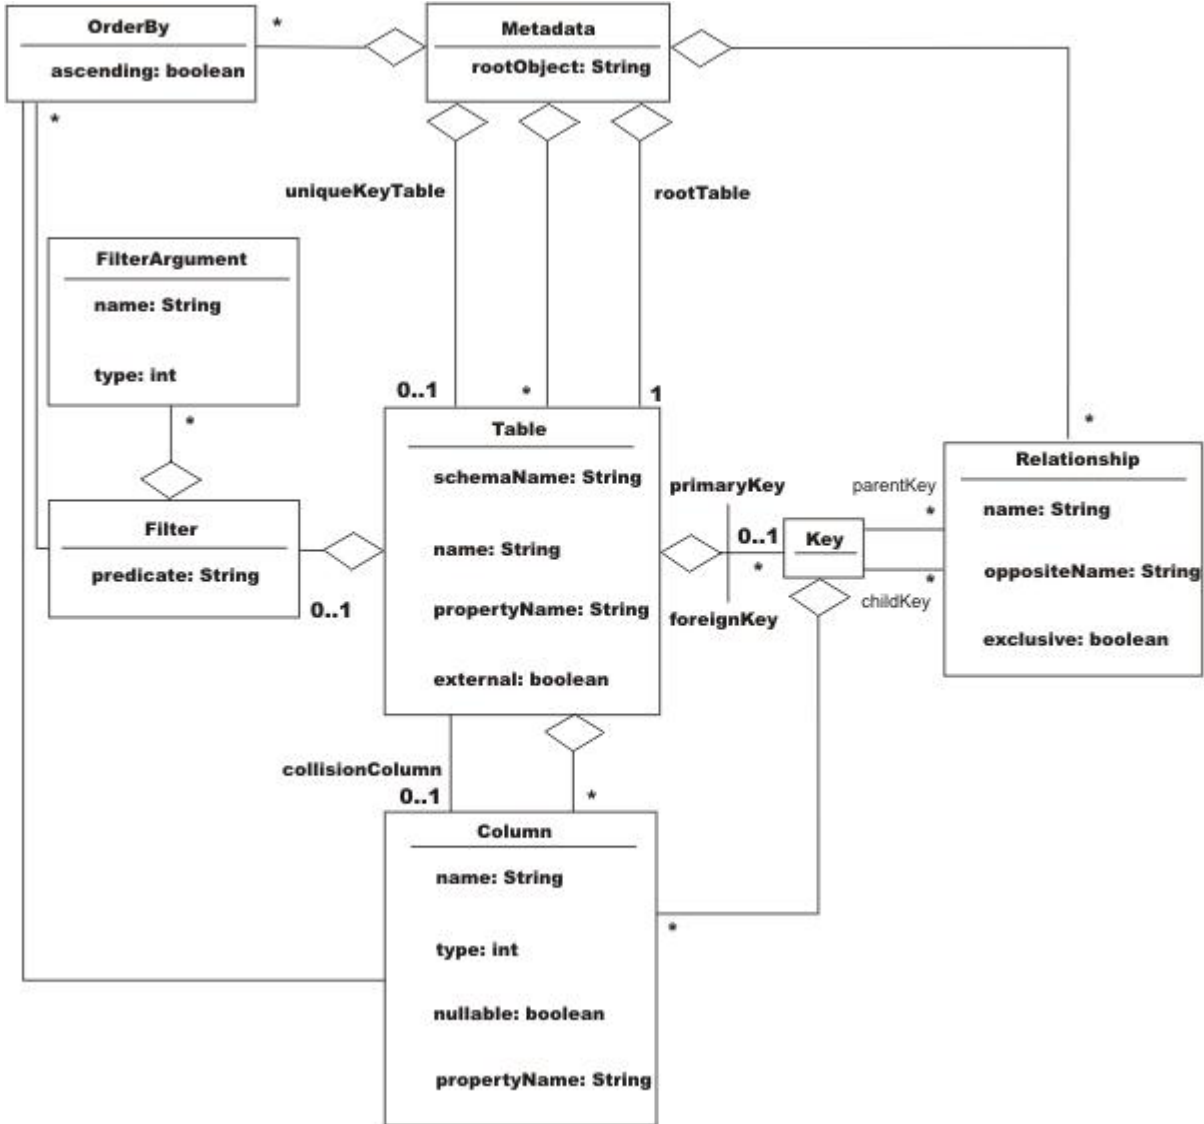 OrderBy
ascending: boolean
*
*
Metadata
rootObject: String
uniqueKeyTable
rootTable
0..1
*
1
FilterArgument
name: String
type: int
*
Filter
predicate: String
0..1
Table
schemaName: String
name: String
propertyName: String
external: boolean
primaryKey
0..1
*
foreignKey
Key
parentKey
*
*
childKey
*
Relationship
name: String
oppositeName: String
exclusive: boolean
collisionColumn
0..1
*
*
Column
name: String
type: int
nullable: boolean
propertyName: String